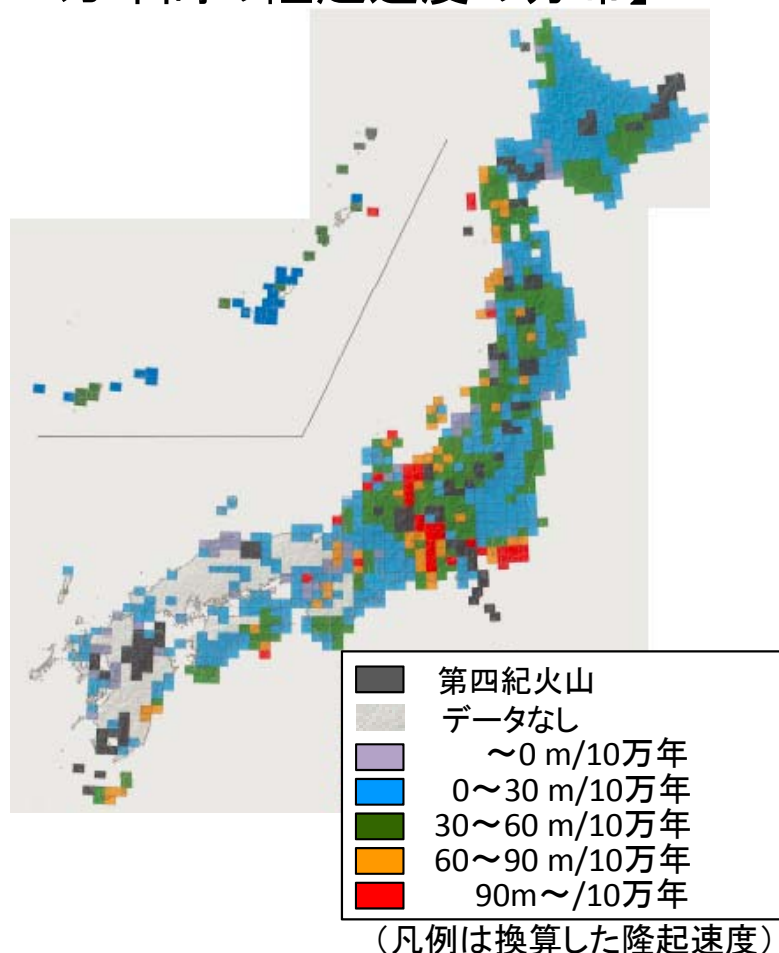 第四紀火山
データなし
～0 m/10万年
0～30 m/10万年
30～60 m/10万年
60～90 m/10万年
90m～/10万年
（凡例は換算した隆起速度）